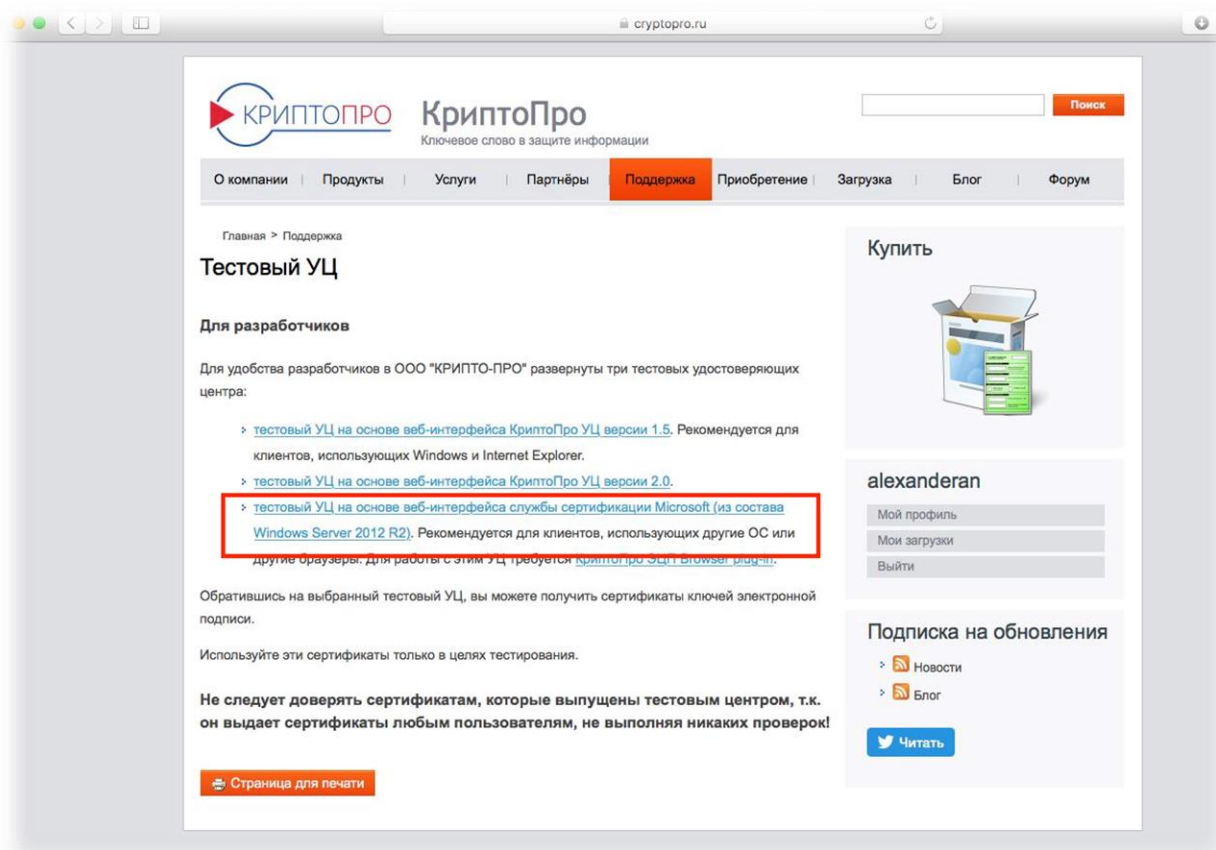 cryptopro.ru
КРИПТОПРО
КриптоПро
Ключевое слово в защите информации
Поиск
О компании
Продукты
Услуги
Партнёры
Поддержка
Приобретение
Загрузка
Блог
Форум
Главная > Поддержка
Тестовый УЦ
Для разработчиков
Для удобства разработчиков в ООО "КРИПТО-ПРО" развернуты три тестовых удостоверяющих
центра:
тестовый УЦ на основе веб-интерфейса КриптоПро УЦ версии 1.5. Рекомендуется для
клиентов, использующих Windows и Internet Explorer.
тестовый УЦ на основе веб-интерфейса КриптоПро УЦ версии 2.0.
тестовый УЦ на основе веб-интерфейса службы сертификации Microsoft (из состава
Windows Server 2012 R2). Рекомендуется для клиентов, использующих другие ОС или
другие браузеры. Для работы с этим УЦ требуется КриптоПро ЭЦП Browser plug-in.
Обратившись на выбранный тестовый УЦ, вы можете получить сертификаты ключей электронной
подписи.
Используйте эти сертификаты только в целях тестирования.
Не следует доверять сертификатам, которые выпущены тестовым центром, т.к.
он выдает сертификаты любым пользователям, не выполняя никаких проверок!
Страница для печати
Купить
alexanderan
Мой профиль
Мои загрузки
Выйти
Подписка на обновления
Новости
Блог
Читать